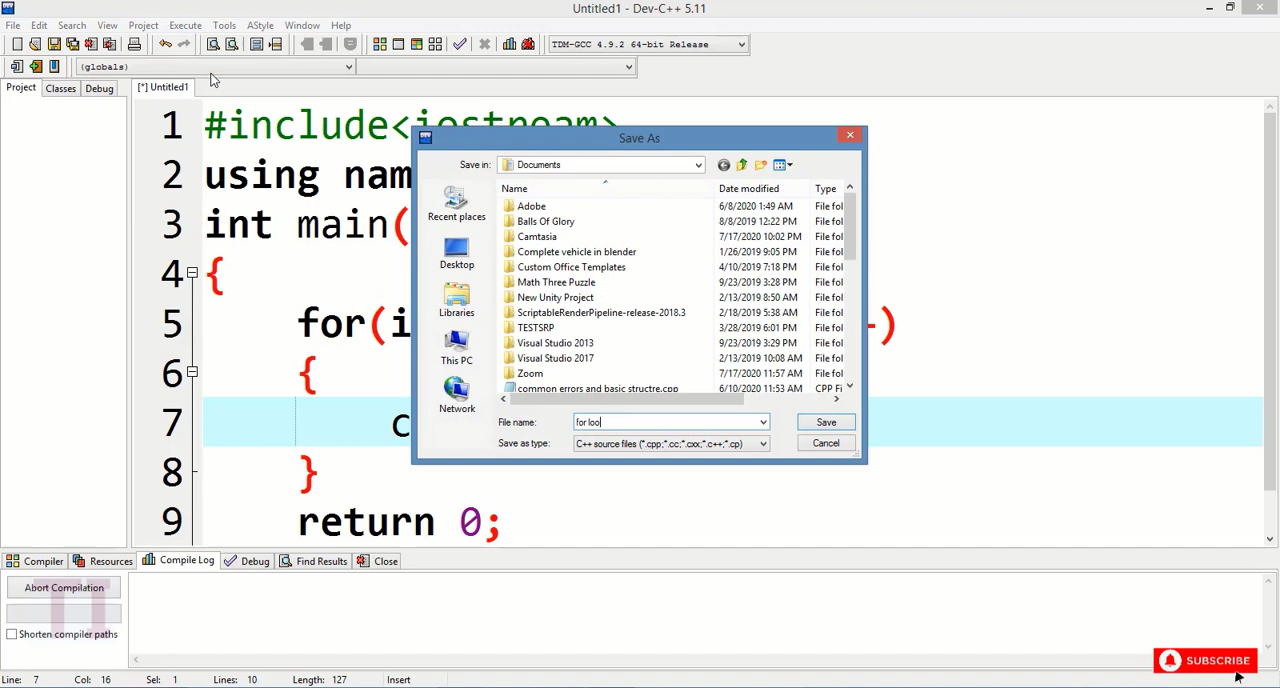 Untitled1 - Dev-C++ 5.11
File Edit Search View Project Execute Tools AStyle Window Help
TDM-GCC 4.9.2 64-bit Release
(globals)
Project Classes Debug
[*] Untitled1
1 #include<iostream>
2 using nam
3 int main(
4 {
5 for(i -)
6 {
7 c
8 }
9 return 0;
Save As
Save in: Documents
Name Date modified Type
Adobe 6/8/2020 1:49 AM File fol
Balls Of Glory 8/8/2019 12:22 PM File fol
Camtasia 7/17/2020 10:02 PM File fol
Complete vehicle in blender 1/26/2019 9:05 PM File fol
Custom Office Templates 4/10/2019 7:18 PM File fol
Math Three Puzzle 9/23/2019 3:28 PM File fol
New Unity Project 2/13/2019 8:50 AM File fol
ScriptableRenderPipeline-release-2018.3 2/18/2019 5:38 AM File fol
TESTSRP 3/28/2019 6:01 PM File fol
Visual Studio 2013 9/23/2019 3:29 PM File fol
Visual Studio 2017 2/13/2019 10:08 AM File fol
Zoom 7/17/2020 11:57 AM File fol
common errors and basic structre.cpp 6/10/2020 11:53 AM CPP Fi
Recent places
Desktop
Libraries
This PC
Network
File name: for loo
Save
Save as type: C++ source files (*.cpp;*.cc;*.cxx;*.c++;*.cp)
Cancel
Compiler Resources Compile Log Debug Find Results Close
Abort Compilation
TI
Shorten compiler paths
SUBSCRIBE
Line: 7 Col: 16 Sel: 1 Lines: 10 Length: 127 Insert